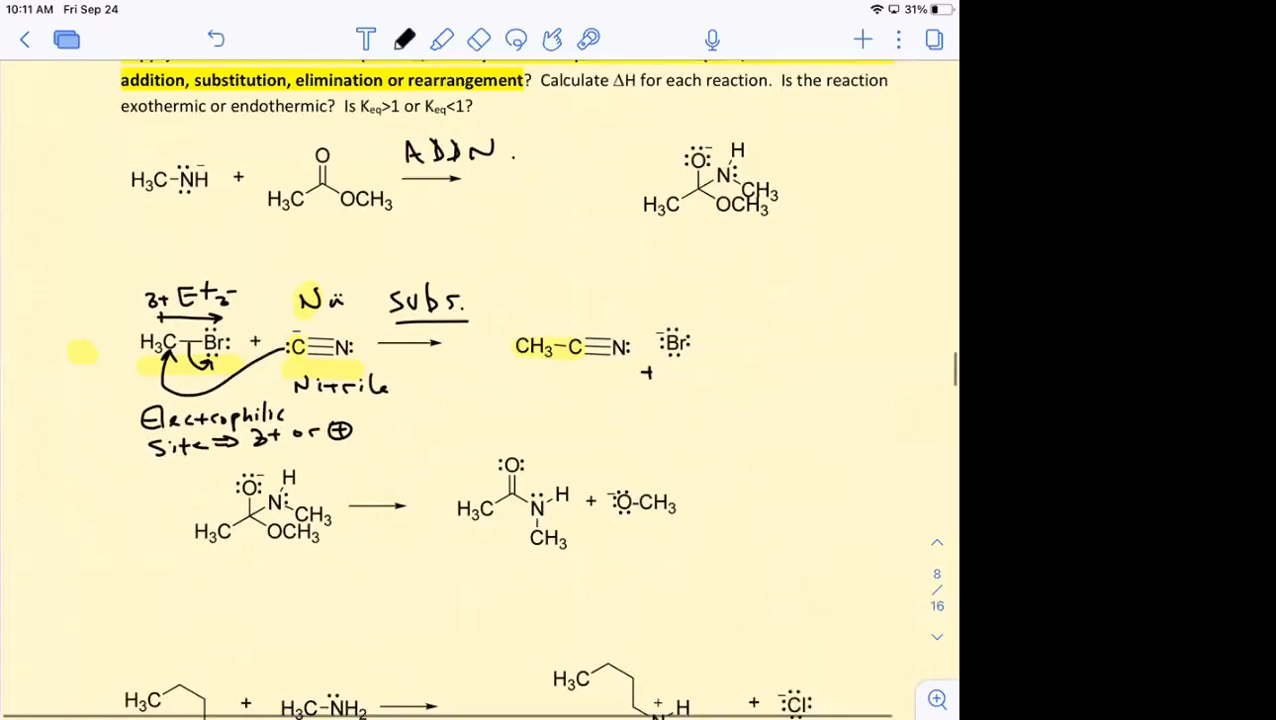 10:11 AM Fri Sep 24
31%
addition, substitution, elimination or rearrangement? Calculate ΔH for each reaction. Is the reaction
exothermic or endothermic? Is Keq>1 or Keq<1?
ADDN.
H₃C-N̈H⁻ + O H₃C OCH₃ → :Ö:⁻ H N: CH₃ H₃C OCH₃
δ+ E+ δ- Nü subs.
H₃C-Br: + :C≡N: → CH₃-C≡N: + ⁻:Br:
Nitrile
Electrophilic
Site ⇒ δ+ or ⊕
:O:⁻ H N: CH₃ H₃C OCH₃ → :O: H₃C N H CH₃ + ⁻:O-CH₃
8
/
16
H₃C + H₃C-NH₂ → H₃C + N H + ⁻:Cl: